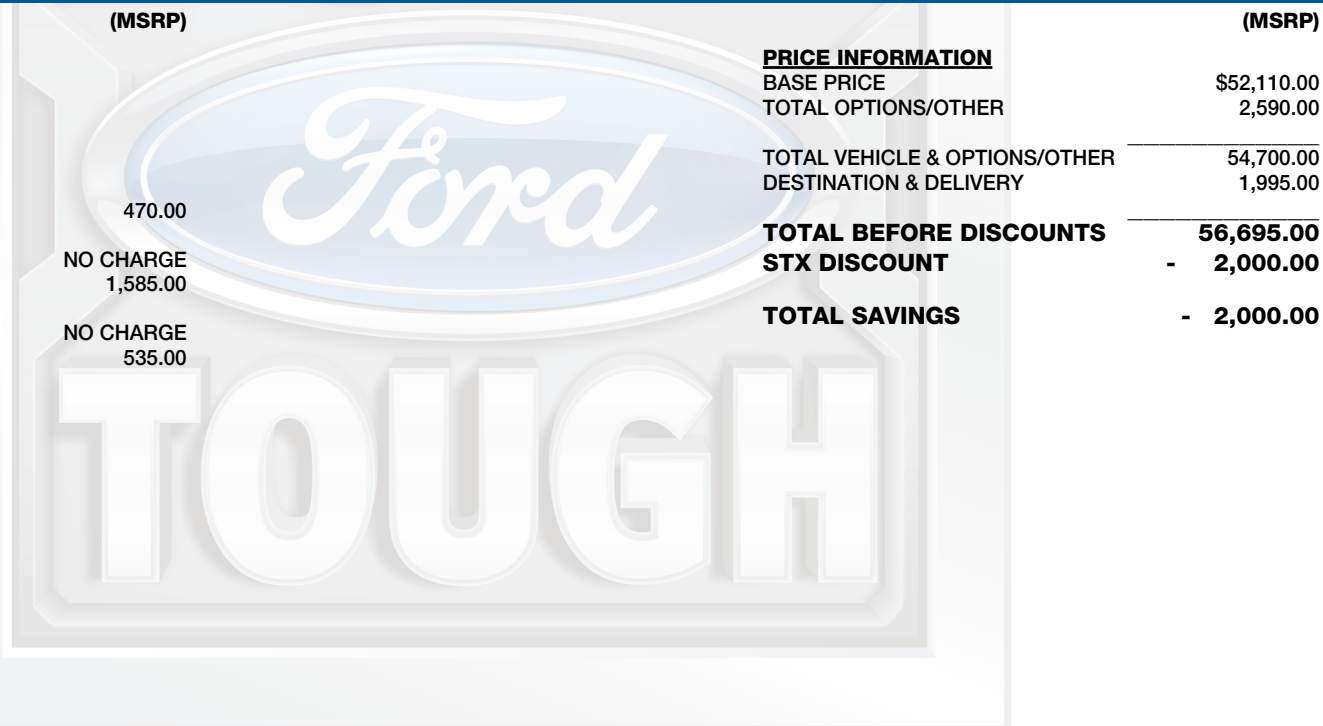 (MSRP)
470.00
NO CHARGE
1,585.00
NO CHARGE
535.00
(MSRP)
PRICE INFORMATION
BASE PRICE $52,110.00
TOTAL OPTIONS/OTHER 2,590.00
TOTAL VEHICLE & OPTIONS/OTHER 54,700.00
DESTINATION & DELIVERY 1,995.00
TOTAL BEFORE DISCOUNTS 56,695.00
STX DISCOUNT - 2,000.00
TOTAL SAVINGS - 2,000.00
Ford
TOUGH